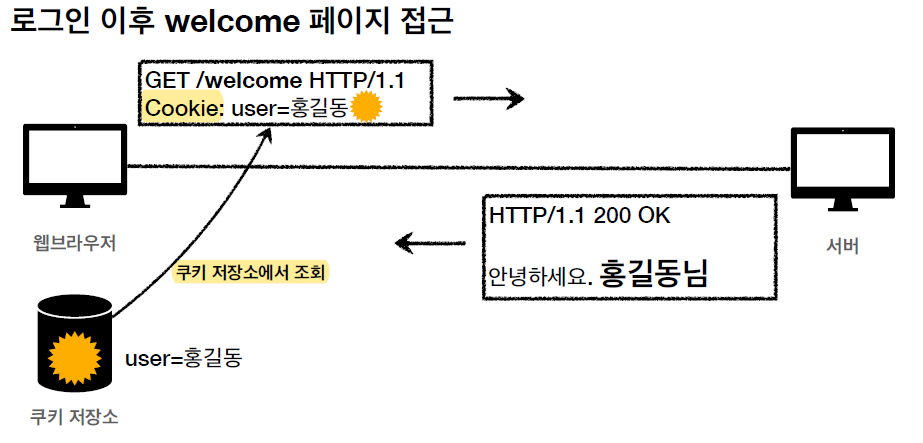 로그인 이후 welcome 페이지 접근
GET /welcome HTTP/1.1
Cookie: user=홍길동
웹브라우저
서버
HTTP/1.1 200 OK
안녕하세요. 홍길동님
쿠키 저장소에서 조회
user=홍길동
쿠키 저장소